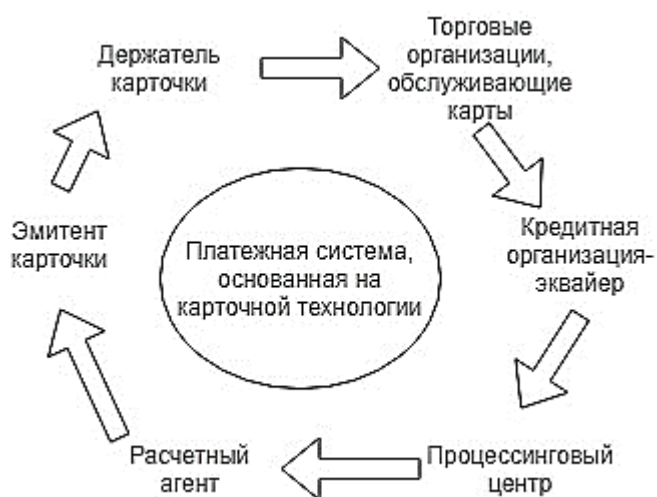 Держатель
карточки
Торговые
организации,
обслуживающие
карты
Кредитная
организация-
эквайер
Процессинговый
центр
Расчетный
агент
Эмитент
карточки
Платежная система,
основанная на
карточной технологии